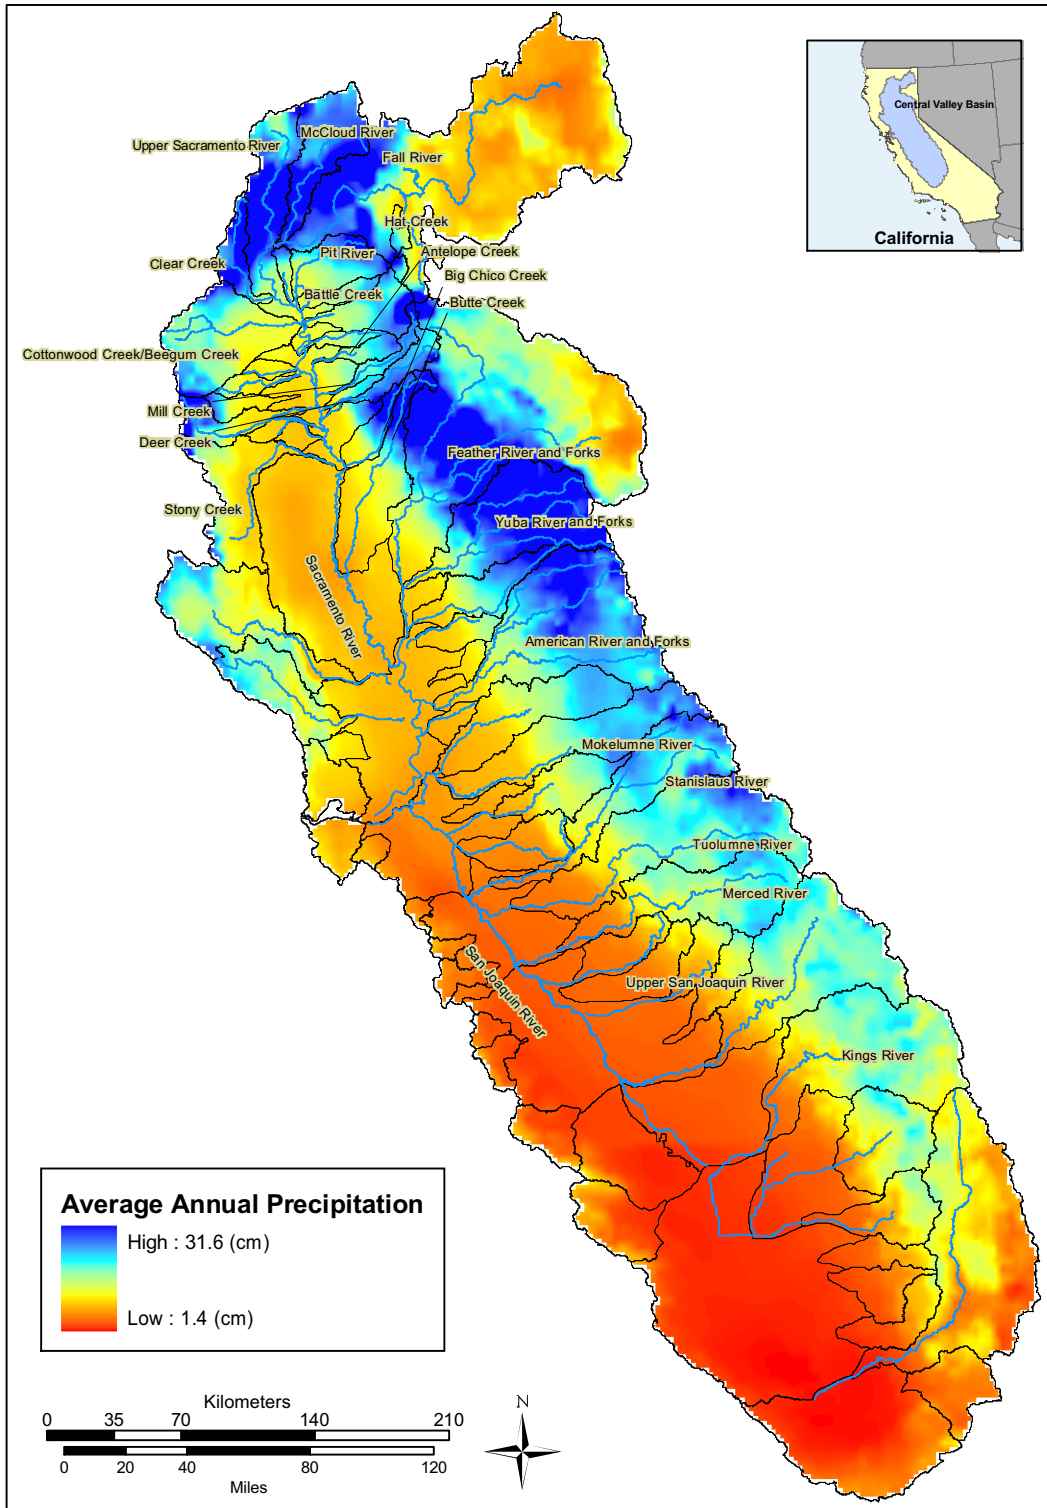 Central Valley Basin
California
McCloud River
Upper Sacramento River
Fall River
Hat Creek
Antelope Creek
Pit River
Clear Creek
Big Chico Creek
Battle Creek
Butte Creek
Cottonwood Creek/Beegum Creek
Mill Creek
Deer Creek
Feather River and Forks
Stony Creek
Yuba River and Forks
Sacramento River
American River and Forks
Mokelumne River
Stanislaus River
Tuolumne River
Merced River
San Joaquin River
Upper San Joaquin River
Kings River
Average Annual Precipitation
High : 31.6 (cm)
Low : 1.4 (cm)
Kilometers
0 35 70 140 210
0 20 40 80 120
Miles
N